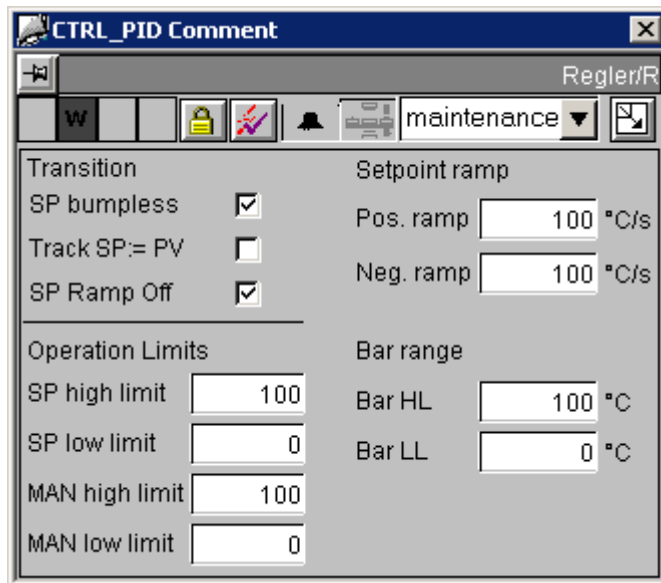 CTRL_PID Comment
Regler/R
W
maintenance
Transition
SP bumpless
Track SP:= PV
SP Ramp Off
Setpoint ramp
Pos. ramp 100 °C/s
Neg. ramp 100 °C/s
Operation Limits
SP high limit 100
SP low limit 0
MAN high limit 100
MAN low limit 0
Bar range
Bar HL 100 °C
Bar LL 0 °C